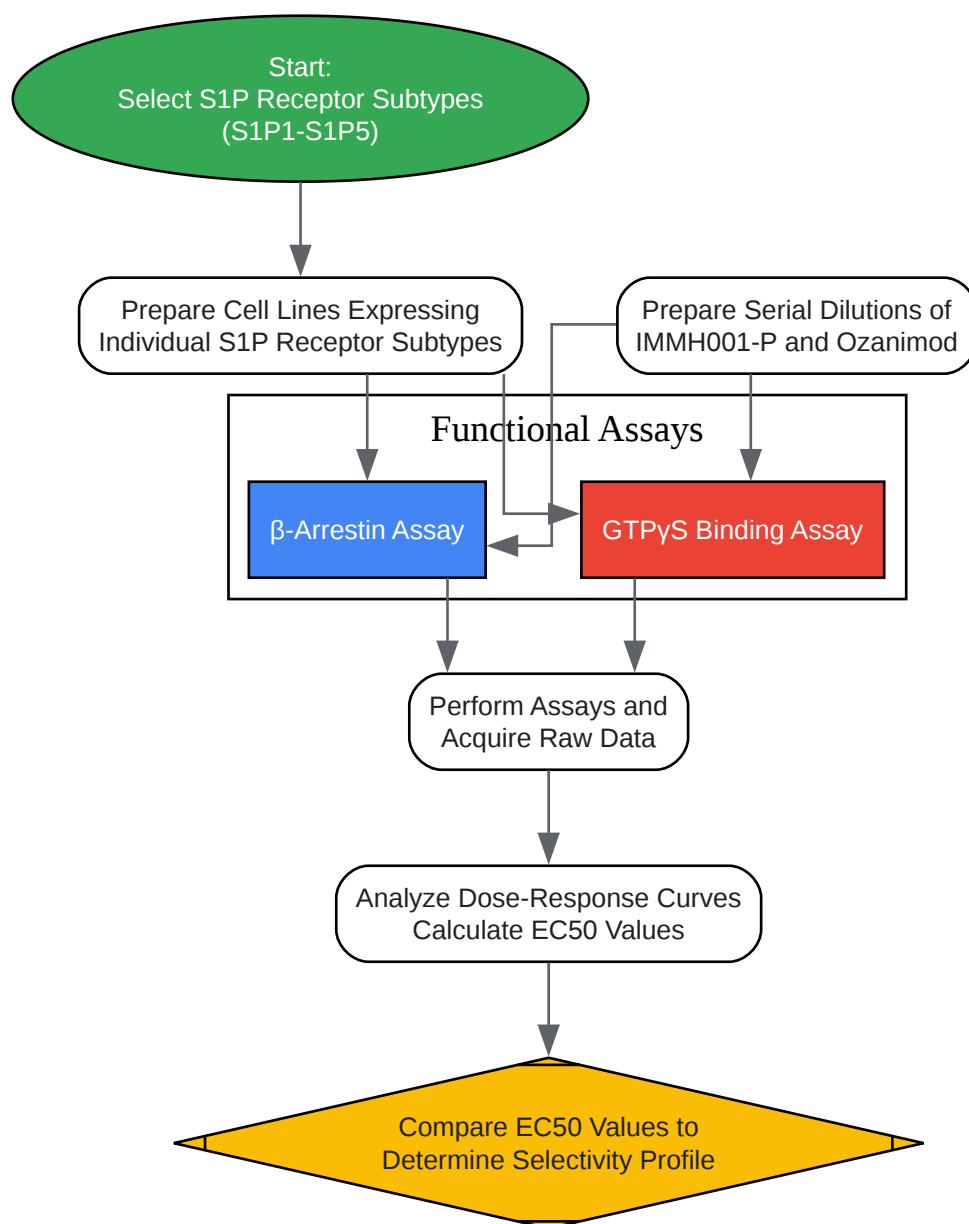 Start:
Select S1P Receptor Subtypes
(S1P1-S1P5)
Prepare Cell Lines Expressing
Individual S1P Receptor Subtypes
Prepare Serial Dilutions of
IMMH001-P and Ozanimod
Functional Assays
β-Arrestin Assay
GTPγS Binding Assay
Perform Assays and
Acquire Raw Data
Analyze Dose-Response Curves
Calculate EC50 Values
Compare EC50 Values to
Determine Selectivity Profile